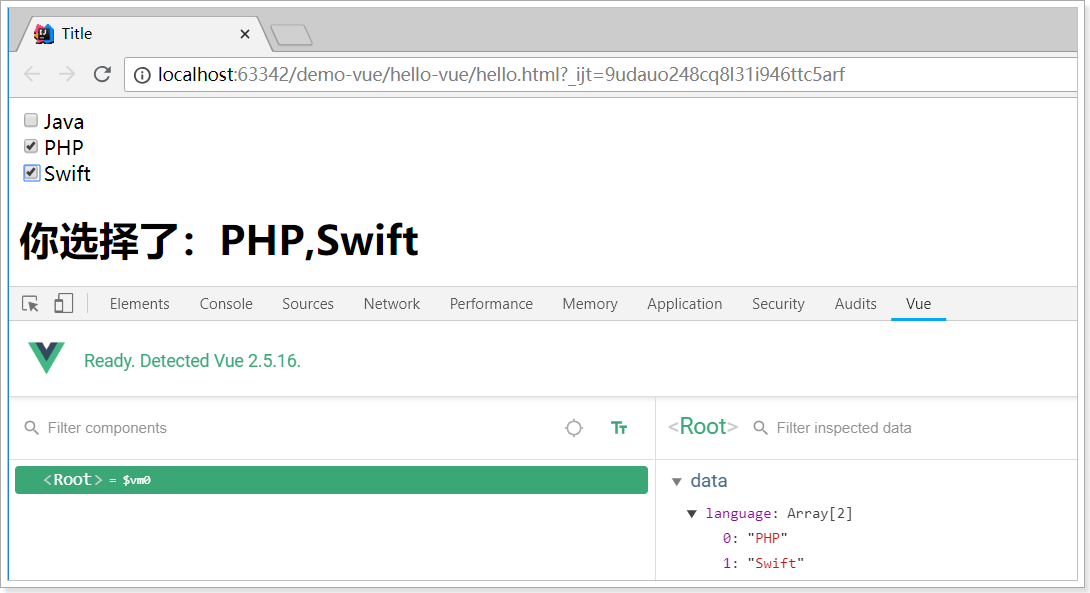 Title
localhost:63342/demo-vue/hello-vue/hello.html?_ijt=9udauo248cq8l31i946ttc5arf
Java
PHP
Swift
你选择了：PHP,Swift
Elements Console Sources Network Performance Memory Application Security Audits Vue
Ready. Detected Vue 2.5.16.
Filter components
Tт
<Root> Filter inspected data
<Root> = $vm0
data
language: Array[2]
0: "PHP"
1: "Swift"